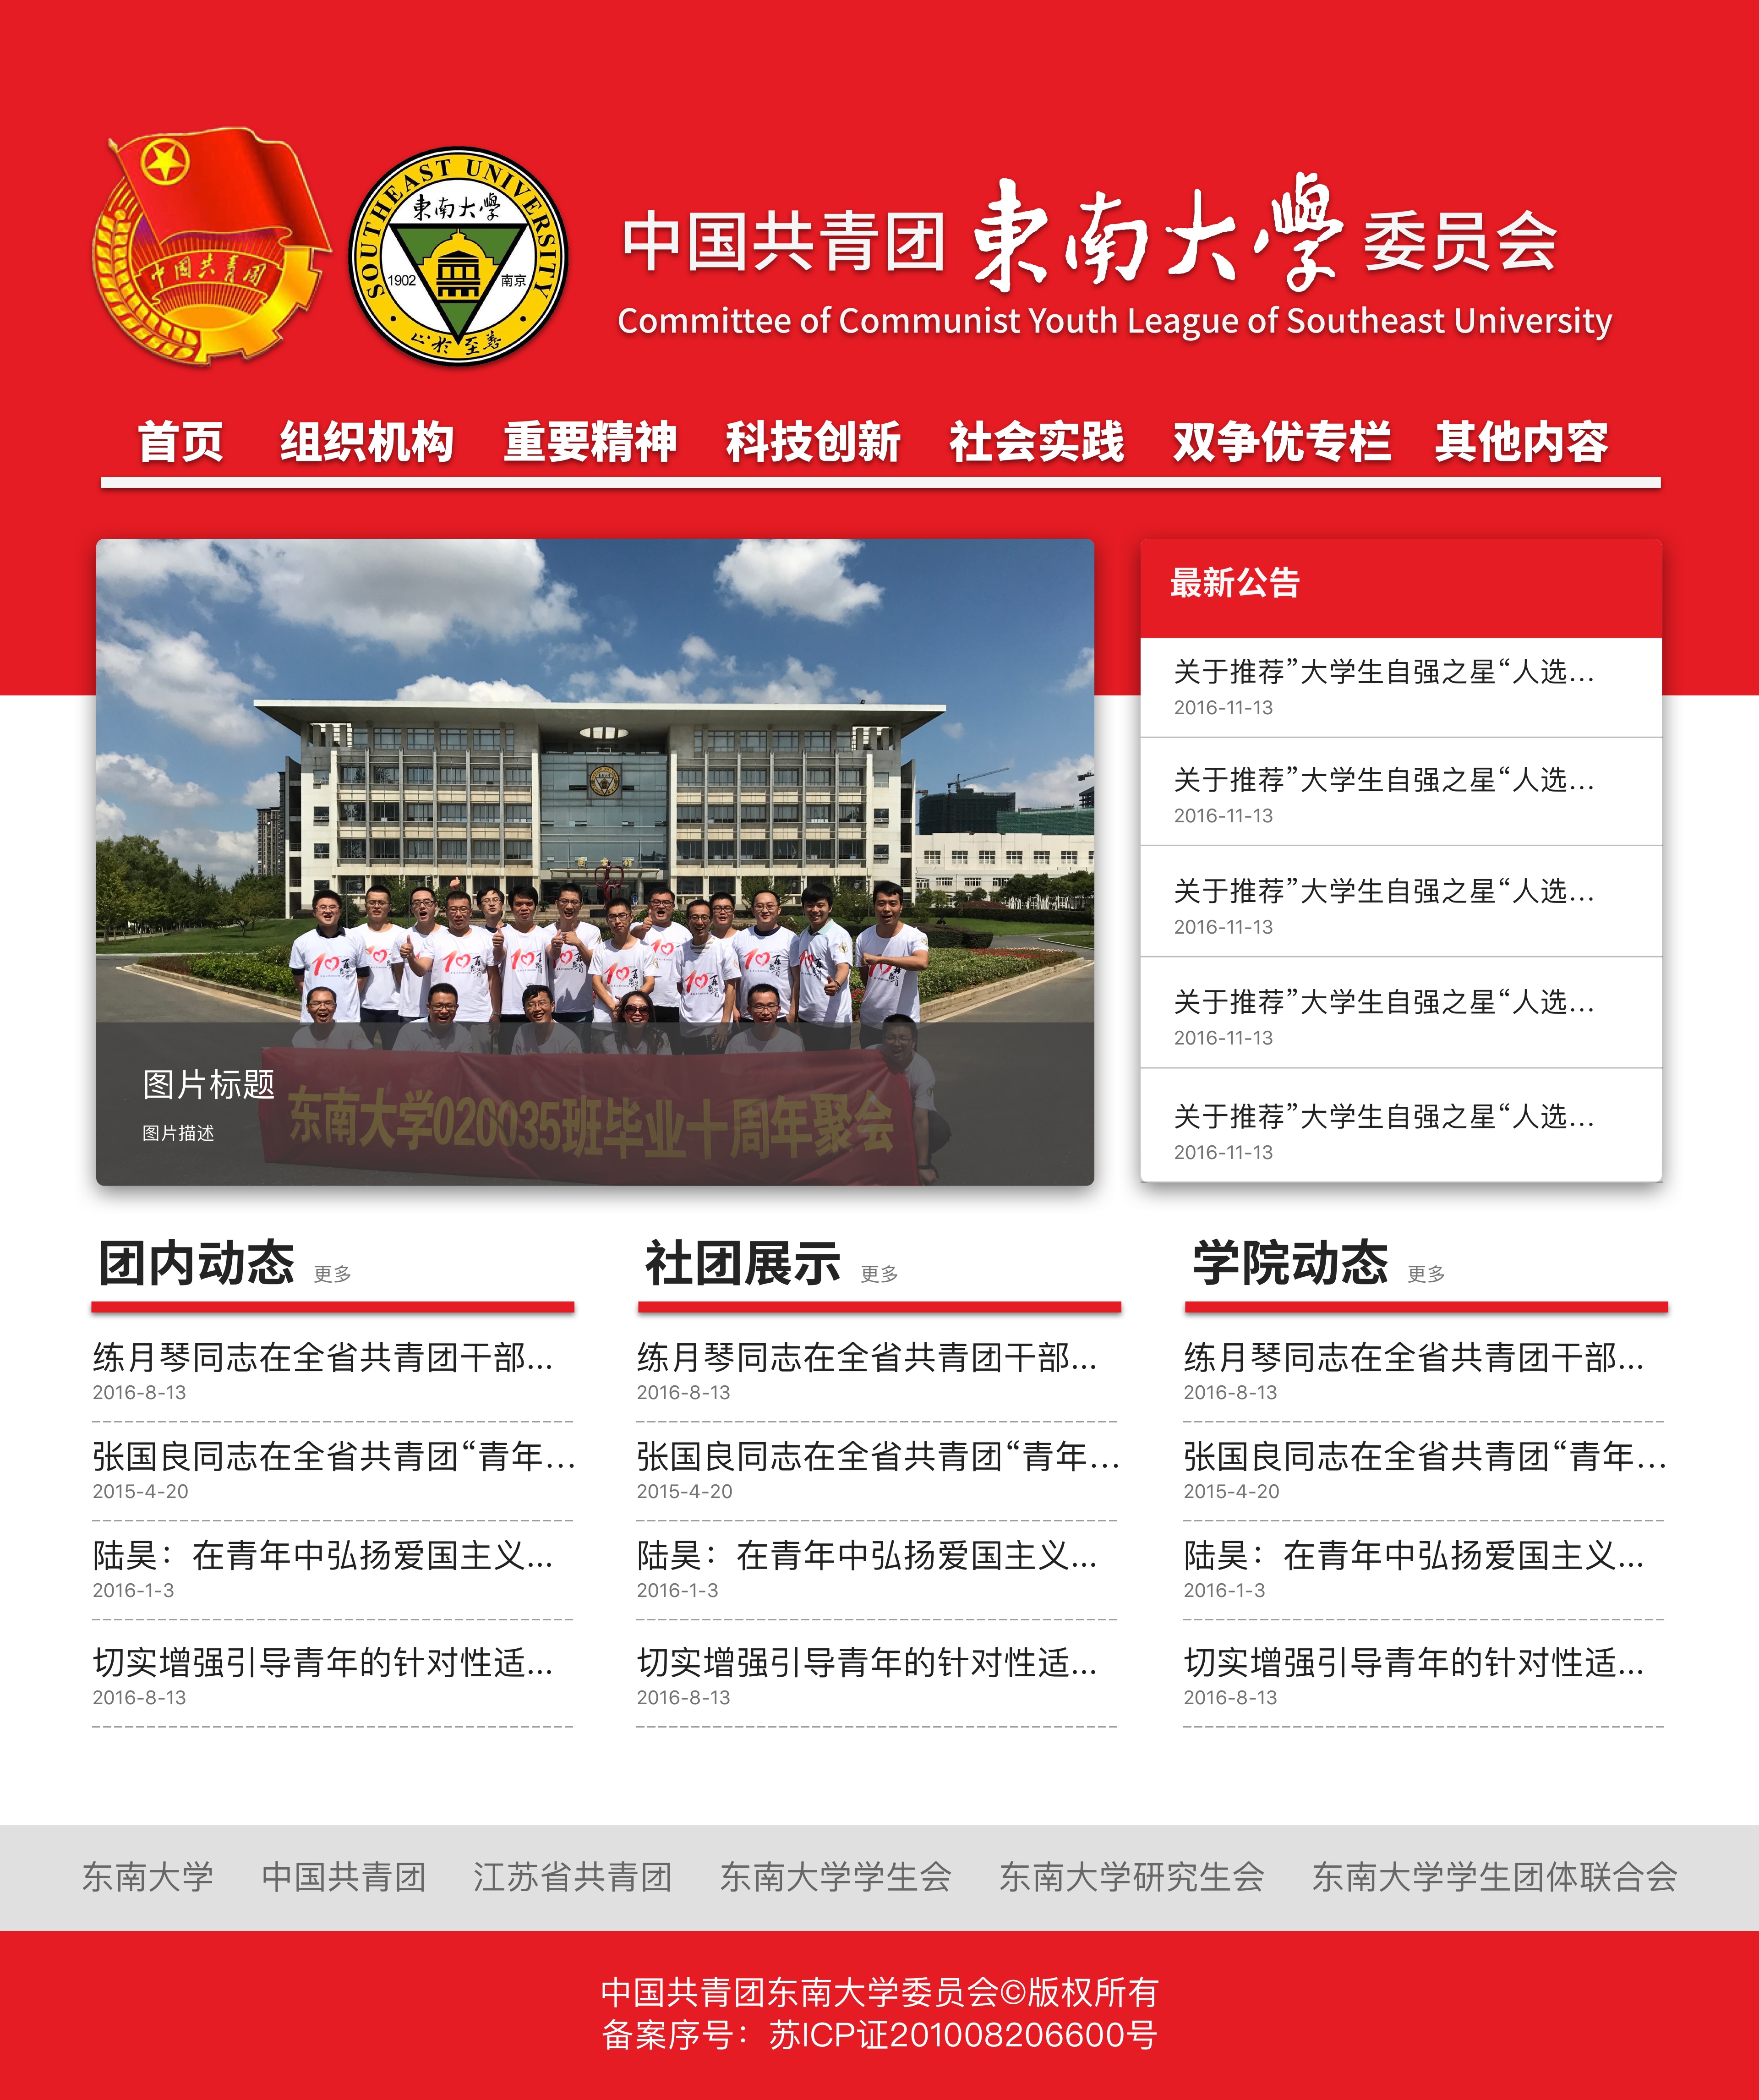 中國共青团
SOUTHEAST UNIVERSITY
東南大學
1902
南京
止於至善
中国共青团 東南大學 委员会
Committee of Communist Youth League of Southeast University
首页 组织机构 重要精神 科技创新 社会实践 双争优专栏 其他内容
图片标题
图片描述
东南大学020035班毕业十周年聚会
最新公告
关于推荐”大学生自强之星“人选...
2016-11-13
关于推荐”大学生自强之星“人选...
2016-11-13
关于推荐”大学生自强之星“人选...
2016-11-13
关于推荐”大学生自强之星“人选...
2016-11-13
关于推荐”大学生自强之星“人选...
2016-11-13
团内动态 更多
练月琴同志在全省共青团干部...
2016-8-13
张国良同志在全省共青团“青年...
2015-4-20
陆昊：在青年中弘扬爱国主义...
2016-1-3
切实增强引导青年的针对性适...
2016-8-13
社团展示 更多
练月琴同志在全省共青团干部...
2016-8-13
张国良同志在全省共青团“青年...
2015-4-20
陆昊：在青年中弘扬爱国主义...
2016-1-3
切实增强引导青年的针对性适...
2016-8-13
学院动态 更多
练月琴同志在全省共青团干部...
2016-8-13
张国良同志在全省共青团“青年...
2015-4-20
陆昊：在青年中弘扬爱国主义...
2016-1-3
切实增强引导青年的针对性适...
2016-8-13
东南大学 中国共青团 江苏省共青团 东南大学学生会 东南大学研究生会 东南大学学生团体联合会
中国共青团东南大学委员会©版权所有
备案序号：苏ICP证201008206600号